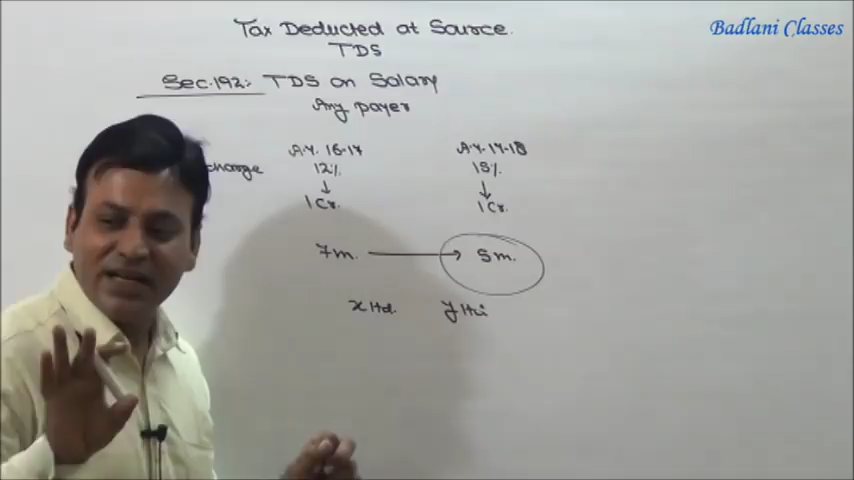 Badlani Classes
Tax Deducted at Source.
TDS
Sec.192:- TDS on Salary
Any payer
A.Y. 16-17 A.Y. 17-18
charge 12% 15%
↓ ↓
1 Cr. 1 Cr.
7m. → 5m.
x Ltd. y Ltd